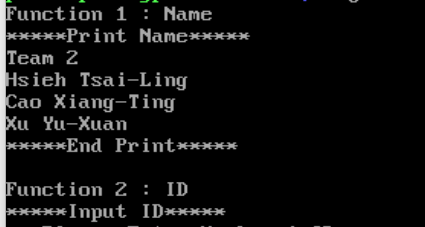 Function 1 : Name
*****Print Name*****
Team 2
Hsieh Tsai-Ling
Cao Xiang-Ting
Xu Yu-Xuan
*****End Print*****
Function 2 : ID
*****Input ID*****